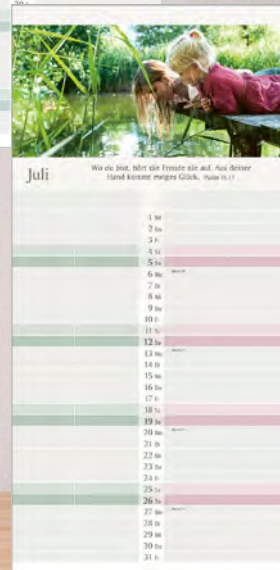 Juli
Wo du bist, hört die Freude nie auf. Aus deiner
Hand kommt ewiges Glück. Psalm 16,11
1 Mi
2 Do
3 Fr
4 Sa
5 So
6 Mo
7 Di
8 Mi
9 Do
10 Fr
11 Sa
12 So
13 Mo
14 Di
15 Mi
16 Do
17 Fr
18 Sa
19 So
20 Mo
21 Di
22 Mi
23 Do
24 Fr
25 Sa
26 So
27 Mo
28 Di
29 Mi
30 Do
31 Fr